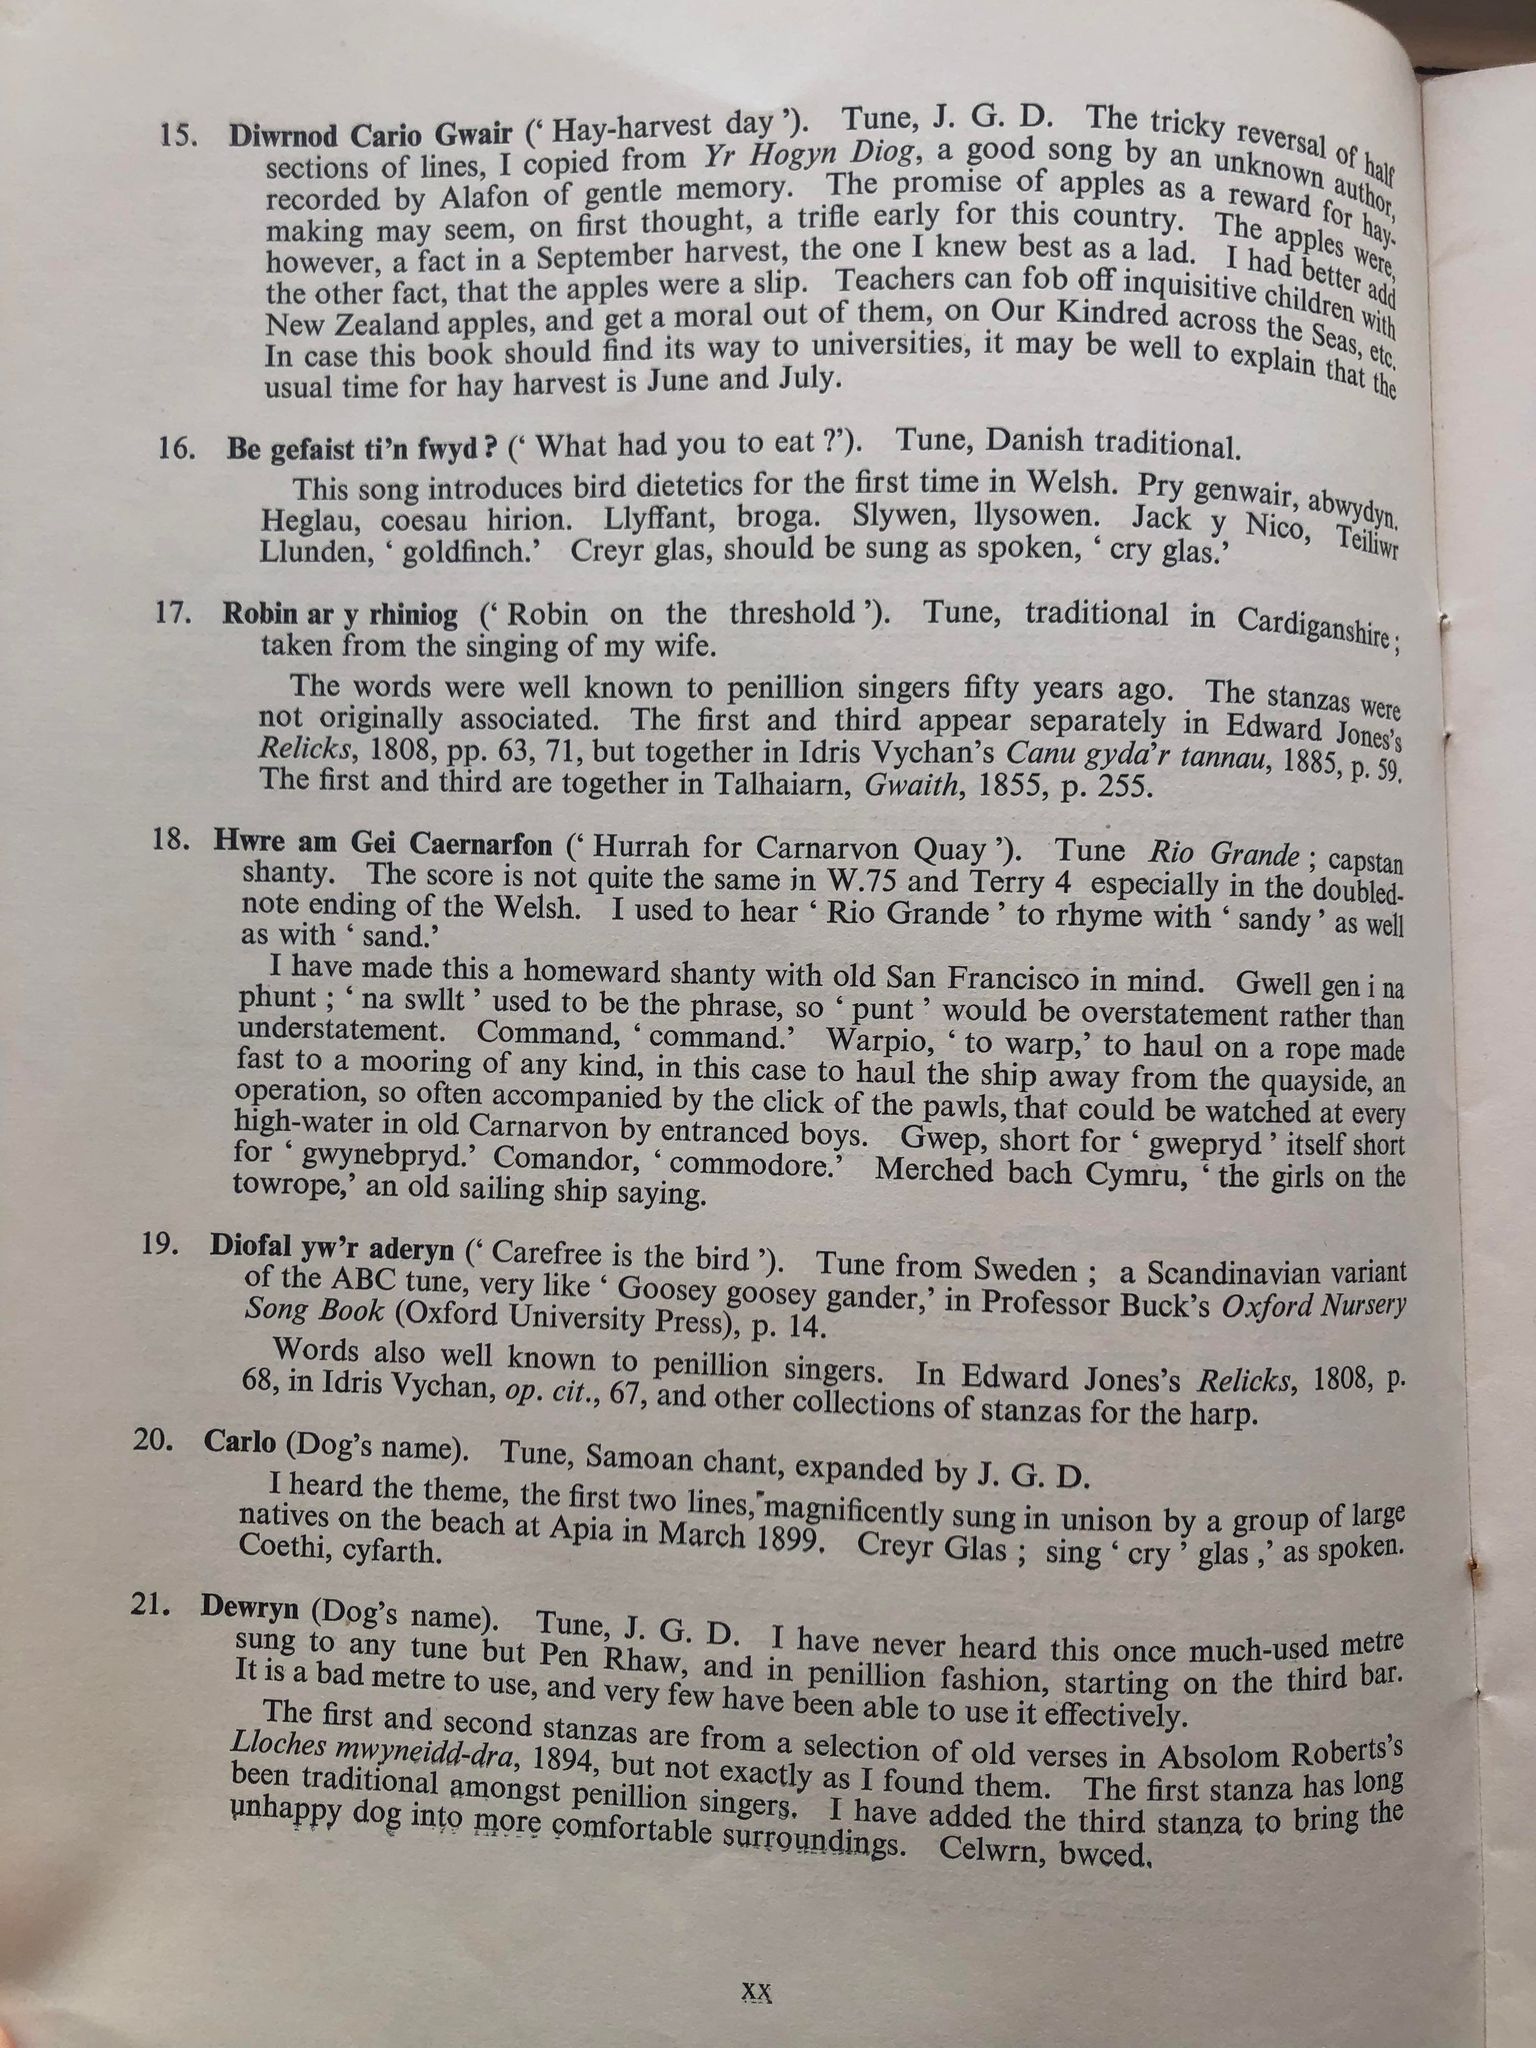 15. Diwrnod Cario Gwair (‘ Hay-harvest day ’). Tune, J. G. D. The tricky reversal of half
sections of lines, I copied from Yr Hogyn Diog, a good song by an unknown author,
recorded by Alafon of gentle memory. The promise of apples as a reward for hay-
making may seem, on first thought, a trifle early for this country. The apples were,
however, a fact in a September harvest, the one I knew best as a lad. I had better add
the other fact, that the apples were a slip. Teachers can fob off inquisitive children with
New Zealand apples, and get a moral out of them, on Our Kindred across the Seas, etc.
In case this book should find its way to universities, it may be well to explain that the
usual time for hay harvest is June and July.
16. Be gefaist ti’n fwyd ? (‘ What had you to eat ?’). Tune, Danish traditional.
This song introduces bird dietetics for the first time in Welsh. Pry genwair, abwydyn.
Heglau, coesau hirion. Llyffant, broga. Slywen, llysowen. Jack y Nico, Teiliwr
Llunden, ‘ goldfinch.’ Creyr glas, should be sung as spoken, ‘ cry glas.’
17. Robin ar y rhiniog (‘ Robin on the threshold ’). Tune, traditional in Cardiganshire ;
taken from the singing of my wife.
The words were well known to penillion singers fifty years ago. The stanzas were
not originally associated. The first and third appear separately in Edward Jones’s
Relicks, 1808, pp. 63, 71, but together in Idris Vychan’s Canu gyda’r tannau, 1885, p. 59.
The first and third are together in Talhaiarn, Gwaith, 1855, p. 255.
18. Hwre am Gei Caernarfon (‘ Hurrah for Carnarvon Quay ’). Tune Rio Grande ; capstan
shanty. The score is not quite the same in W.75 and Terry 4 especially in the doubled-
note ending of the Welsh. I used to hear ‘ Rio Grande ’ to rhyme with ‘ sandy ’ as well
as with ‘ sand.’
I have made this a homeward shanty with old San Francisco in mind. Gwell gen i na
phunt ; ‘ na swllt ’ used to be the phrase, so ‘ punt ’ would be overstatement rather than
understatement. Command, ‘ command.’ Warpio, ‘ to warp,’ to haul on a rope made
fast to a mooring of any kind, in this case to haul the ship away from the quayside, an
operation, so often accompanied by the click of the pawls, that could be watched at every
high-water in old Carnarvon by entranced boys. Gwep, short for ‘ gwepryd ’ itself short
for ‘ gwynebpryd.’ Comandor, ‘ commodore.’ Merched bach Cymru, ‘ the girls on the
towrope,’ an old sailing ship saying.
19. Diofal yw’r aderyn (‘ Carefree is the bird ’). Tune from Sweden ; a Scandinavian variant
of the ABC tune, very like ‘ Goosey goosey gander,’ in Professor Buck’s Oxford Nursery
Song Book (Oxford University Press), p. 14.
Words also well known to penillion singers. In Edward Jones’s Relicks, 1808, p.
68, in Idris Vychan, op. cit., 67, and other collections of stanzas for the harp.
20. Carlo (Dog’s name). Tune, Samoan chant, expanded by J. G. D.
I heard the theme, the first two lines, magnificently sung in unison by a group of large
natives on the beach at Apia in March 1899. Creyr Glas ; sing ‘ cry ’ glas ,’ as spoken.
Coethi, cyfarth.
21. Dewryn (Dog’s name). Tune, J. G. D. I have never heard this once much-used metre
sung to any tune but Pen Rhaw, and in penillion fashion, starting on the third bar.
It is a bad metre to use, and very few have been able to use it effectively.
The first and second stanzas are from a selection of old verses in Absolom Roberts’s
Lloches mwyneidd-dra, 1894, but not exactly as I found them. The first stanza has long
been traditional amongst penillion singers. I have added the third stanza to bring the
unhappy dog into more comfortable surroundings. Celwrn, bwced.
xx